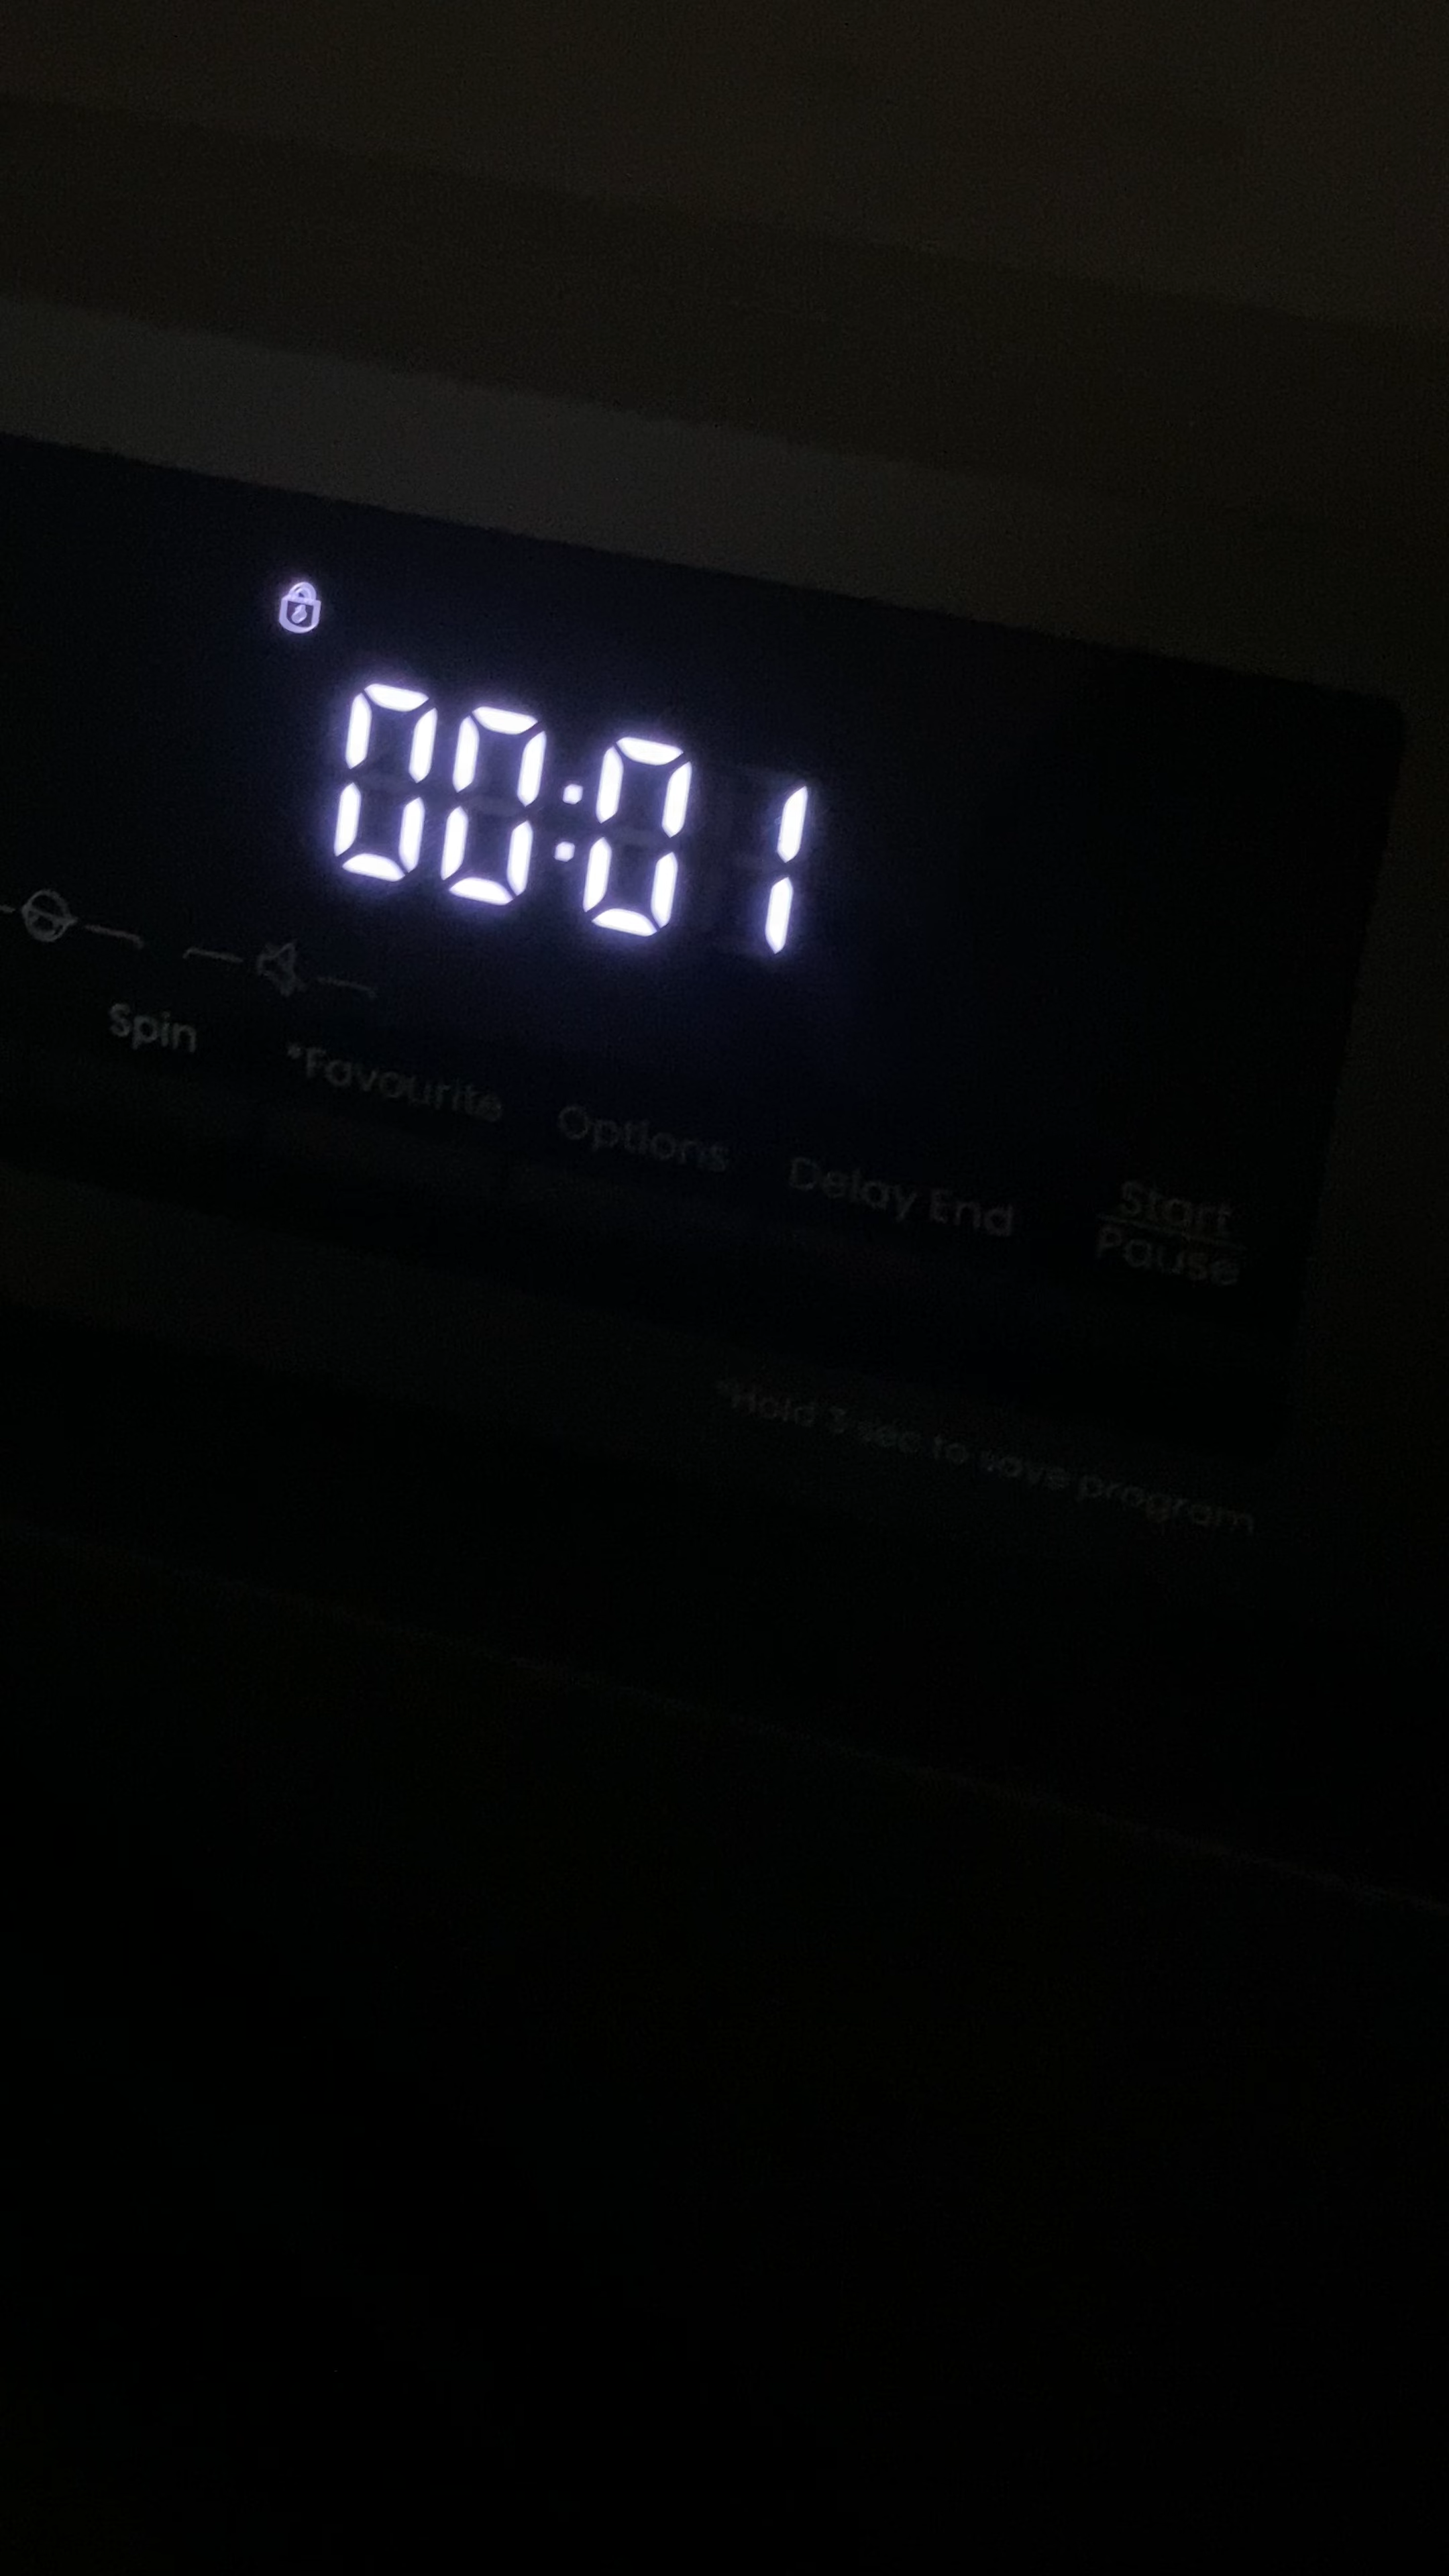 00:01
Spin *Favourite Options Delay End Start
Pause
*Hold 3 sec to save program